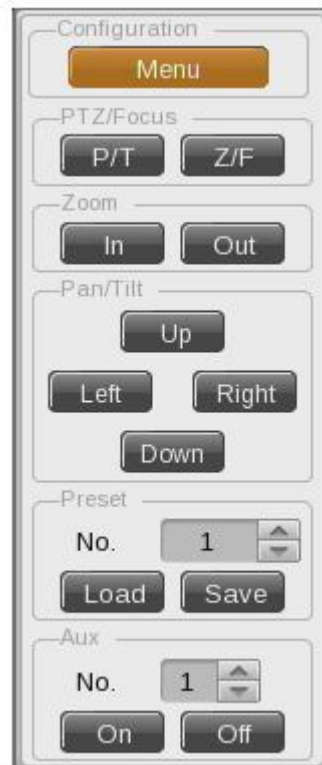 Configuration
Menu
PTZ/Focus
P/T Z/F
Zoom
In Out
Pan/Tilt
Up
Left Right
Down
Preset
No. 1
Load Save
Aux
No. 1
On Off